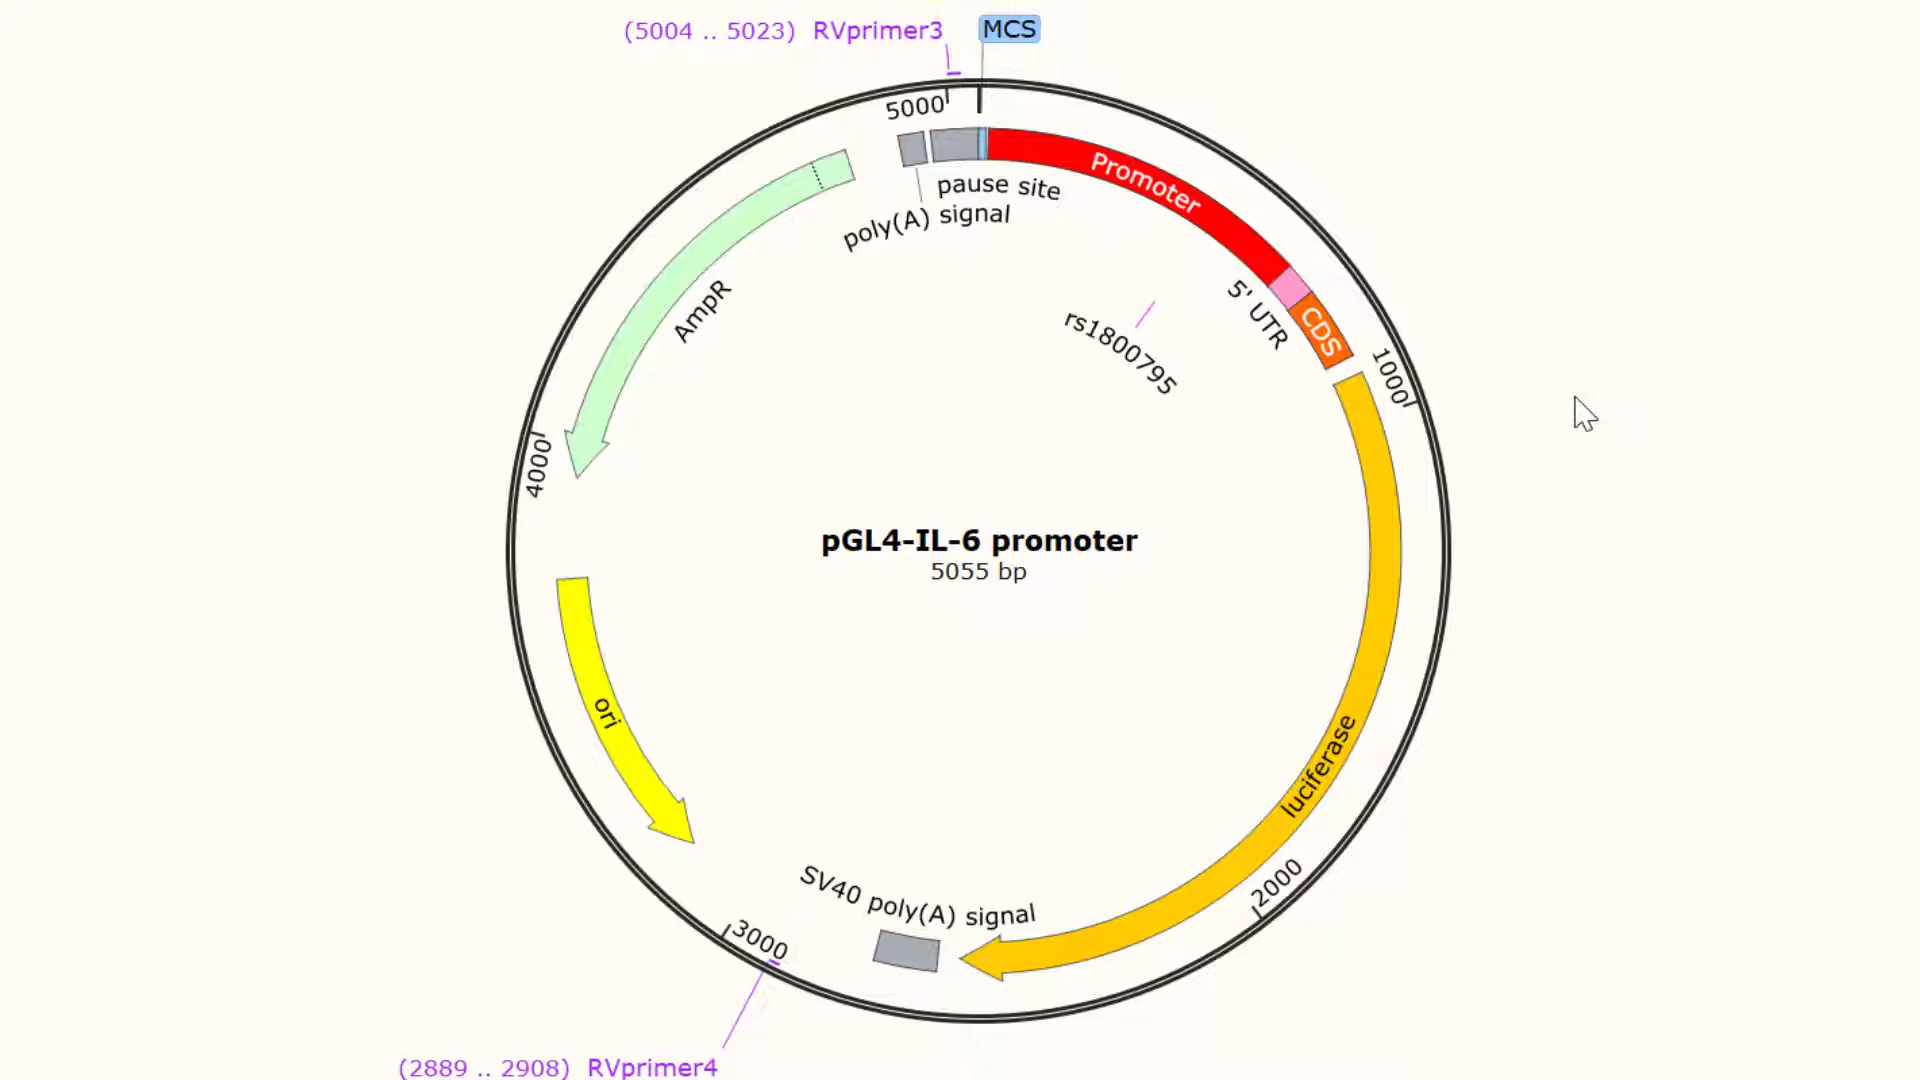 (5004 .. 5023) RVprimer3
MCS
5000
Promoter
pause site
poly(A) signal
AmpR
5' UTR
CDS
rs1800795
1000
4000
pGL4-IL-6 promoter
5055 bp
ori
luciferase
2000
SV40 poly(A) signal
3000
(2889 .. 2908) RVprimer4